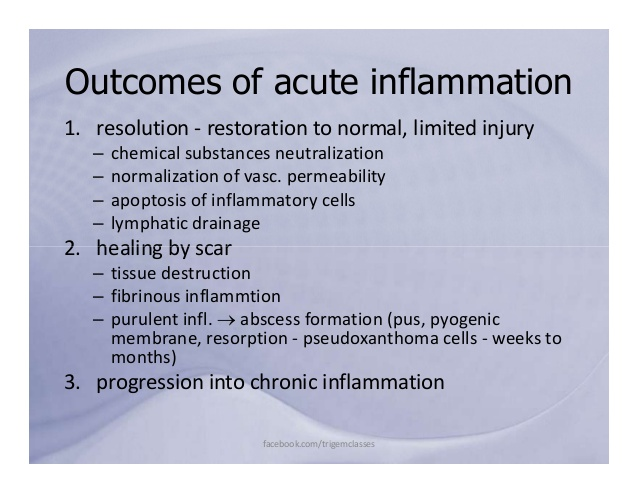 Outcomes of acute inflammation
1. resolution - restoration to normal, limited injury
– chemical substances neutralization
– normalization of vasc. permeability
– apoptosis of inflammatory cells
– lymphatic drainage
2. healing by scar
– tissue destruction
– fibrinous inflammtion
– purulent infl. → abscess formation (pus, pyogenic
membrane, resorption - pseudoxanthoma cells - weeks to
months)
3. progression into chronic inflammation
facebook.com/trigemclasses